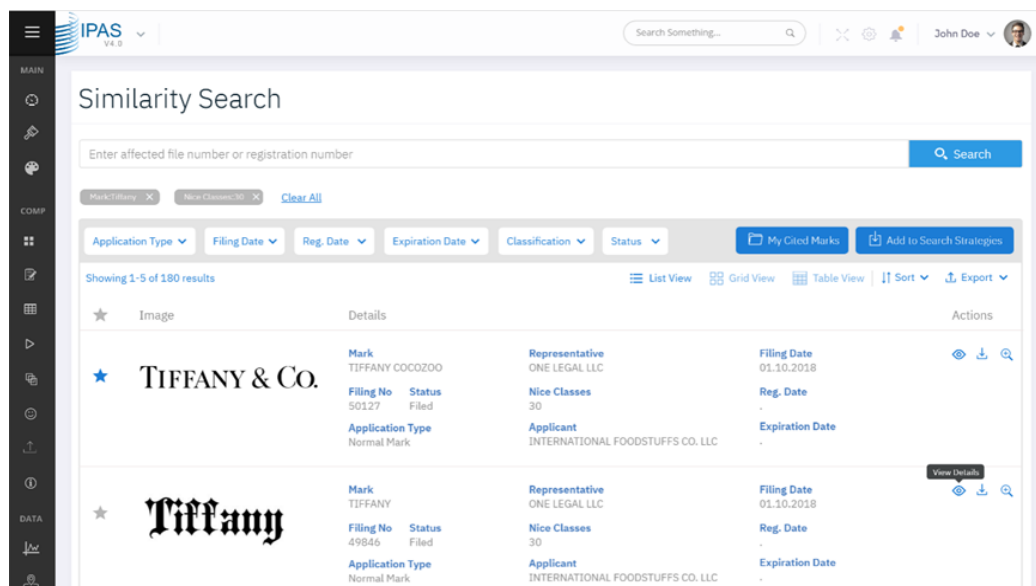 IPAS
V4.0
Search Something...
John Doe
MAIN
Similarity Search
Enter affected file number or registration number
Search
Mark:Tiffany X
Nice Classes:30 X
Clear All
COMP
Application Type
Filing Date
Reg. Date
Expiration Date
Classification
Status
My Cited Marks
Add to Search Strategies
Showing 1-5 of 180 results
List View
Grid View
Table View
Sort
Export
Image
Details
Actions
TIFFANY & CO.
Mark
TIFFANY COCOZOO
Filing No Status
50127 Filed
Application Type
Normal Mark
Representative
ONE LEGAL LLC
Nice Classes
30
Applicant
INTERNATIONAL FOODSTUFFS CO. LLC
Filing Date
01.10.2018
Reg. Date
.
Expiration Date
.
View Details
Tiffany
Mark
TIFFANY
Filing No Status
49846 Filed
Application Type
Normal Mark
Representative
ONE LEGAL LLC
Nice Classes
30
Applicant
INTERNATIONAL FOODSTUFFS CO. LLC
Filing Date
01.10.2018
Reg. Date
.
Expiration Date
.
DATA